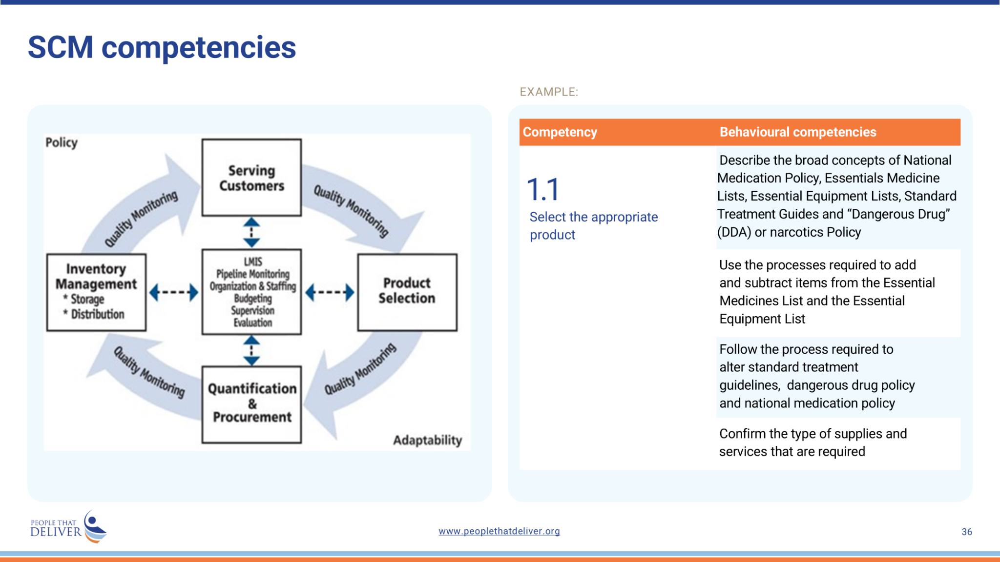 SCM competencies
EXAMPLE:
Policy
Serving
Customers
Quality Monitoring
Quality Monitoring
Inventory
Management
* Storage
* Distribution
LMIS
Pipeline Monitoring
Organization & Staffing
Budgeting
Supervision
Evaluation
Product
Selection
Quality Monitoring
Quality Monitoring
Quantification
&
Procurement
Adaptability
Competency
Behavioural competencies
1.1
Select the appropriate
product
Describe the broad concepts of National
Medication Policy, Essentials Medicine
Lists, Essential Equipment Lists, Standard
Treatment Guides and “Dangerous Drug”
(DDA) or narcotics Policy
Use the processes required to add
and subtract items from the Essential
Medicines List and the Essential
Equipment List
Follow the process required to
alter standard treatment
guidelines,  dangerous drug policy
and national medication policy
Confirm the type of supplies and
services that are required
PEOPLE THAT
DELIVER
www.peoplethatdeliver.org
36